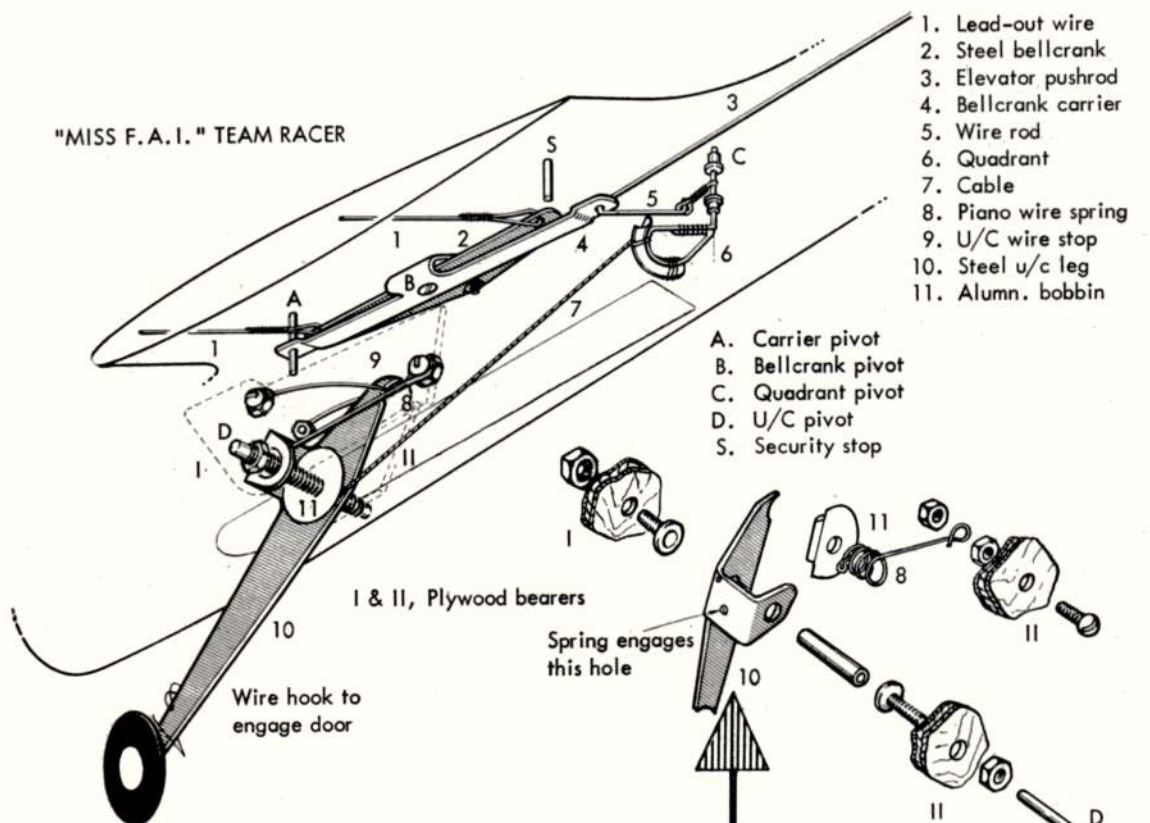 "MISS F.A.I." TEAM RACER
1. Lead-out wire
2. Steel bellcrank
3. Elevator pushrod
4. Bellcrank carrier
5. Wire rod
6. Quadrant
7. Cable
8. Piano wire spring
9. U/C wire stop
10. Steel u/c leg
11. Alumn. bobbin
A. Carrier pivot
B. Bellcrank pivot
C. Quadrant pivot
D. U/C pivot
S. Security stop
3
S
C
5
1
2
4
6
B
A
7
1
9
8
D
I
II
11
I
11
8
II
I & II, Plywood bearers
Spring engages
this hole
10
10
Wire hook to
engage door
II
D